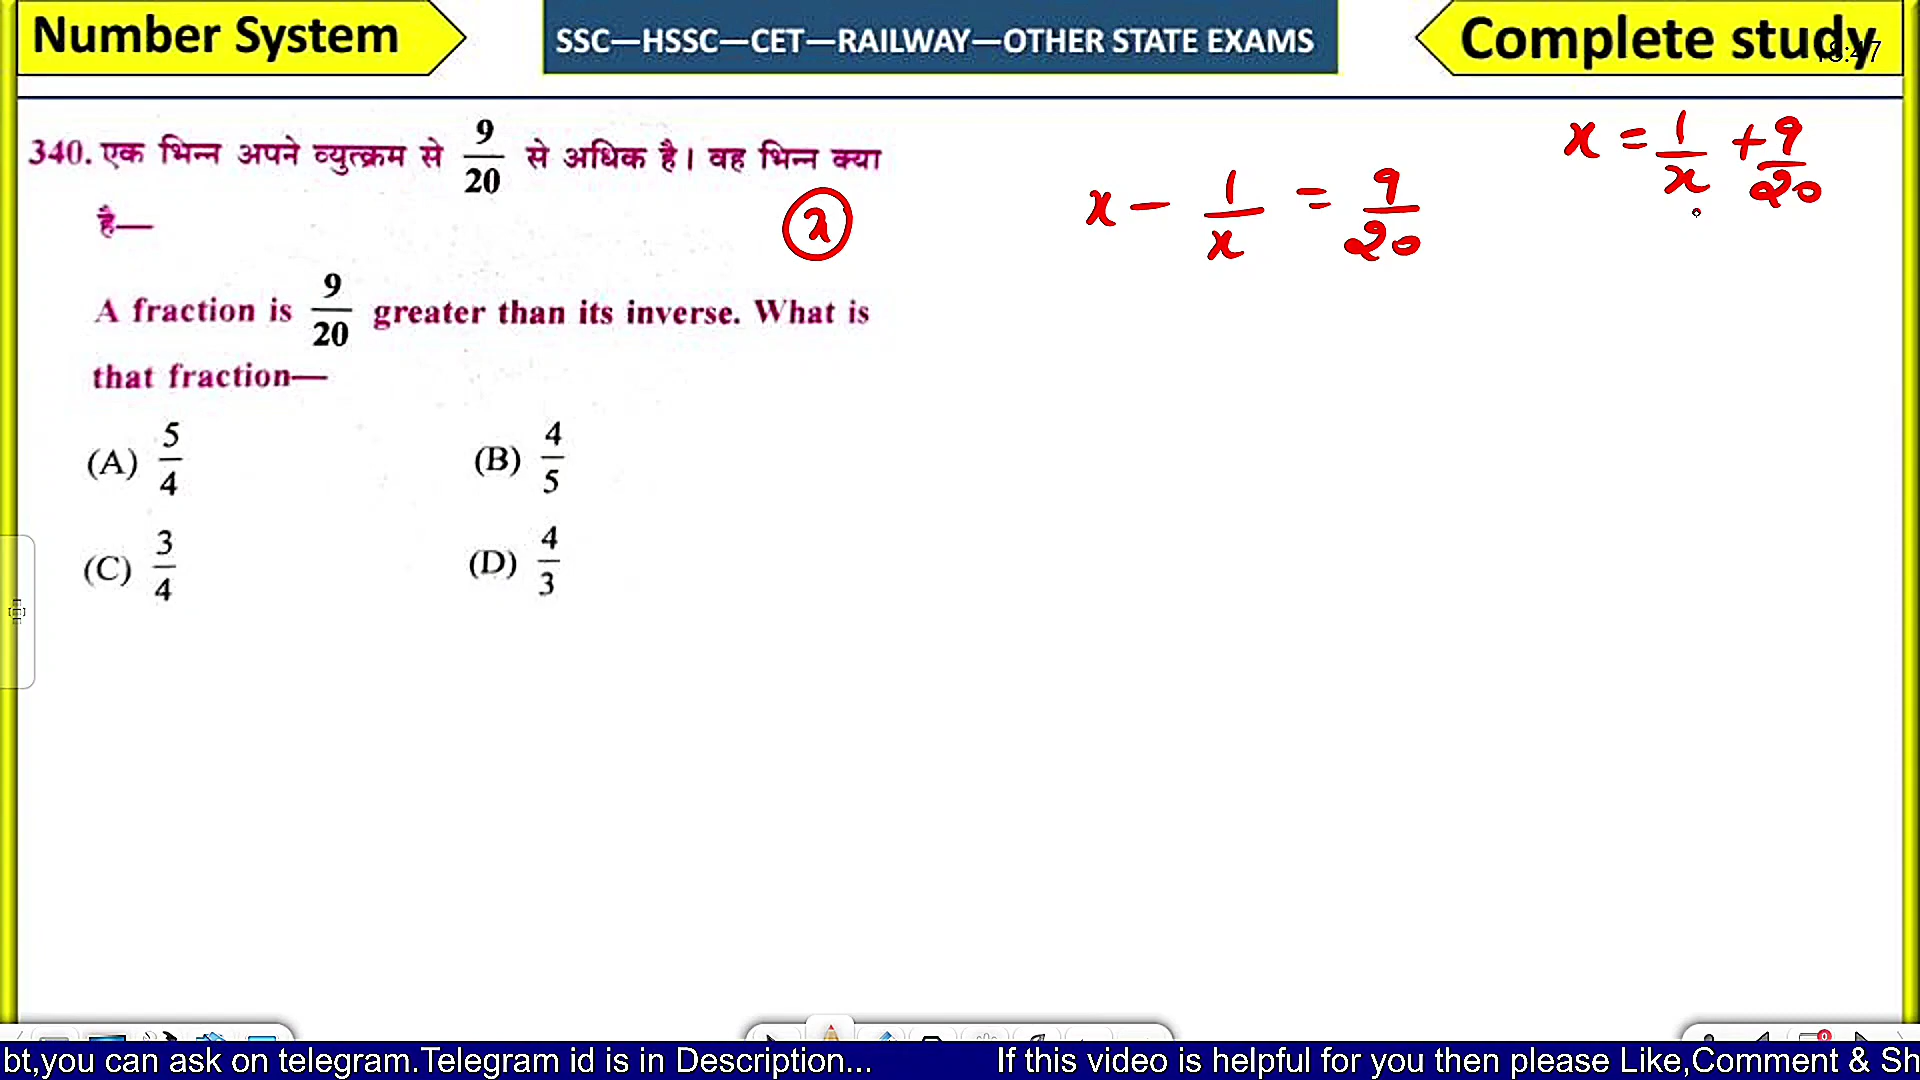 Number System
SSC—HSSC—CET—RAILWAY—OTHER STATE EXAMS
Complete study
x = 1/x + 9/20
340. एक भिन्न अपने व्युत्क्रम से 9/20 से अधिक है। वह भिन्न क्या
है—
x
x - 1/x = 9/20
A fraction is 9/20 greater than its inverse. What is
that fraction—
(A) 5/4
(B) 4/5
(C) 3/4
(D) 4/3
bt,you can ask on telegram.Telegram id is in Description... If this video is helpful for you then please Like,Comment & Sh